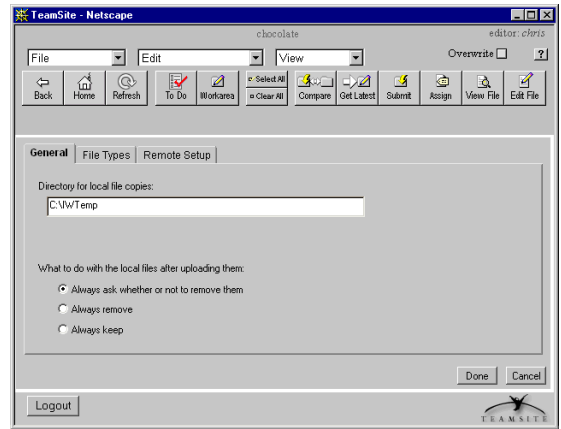 TeamSite - Netscape
chocolate
editor: chris
File Edit View Overwrite ?
Back Home Refresh To Do Workarea Select All Clear All Compare Get Latest Submit Assign View File Edit File
General File Types Remote Setup
Directory for local file copies:
C:\IWTemp
What to do with the local files after uploading them:
Always ask whether or not to remove them
Always remove
Always keep
Done Cancel
Logout
TEAMSITE